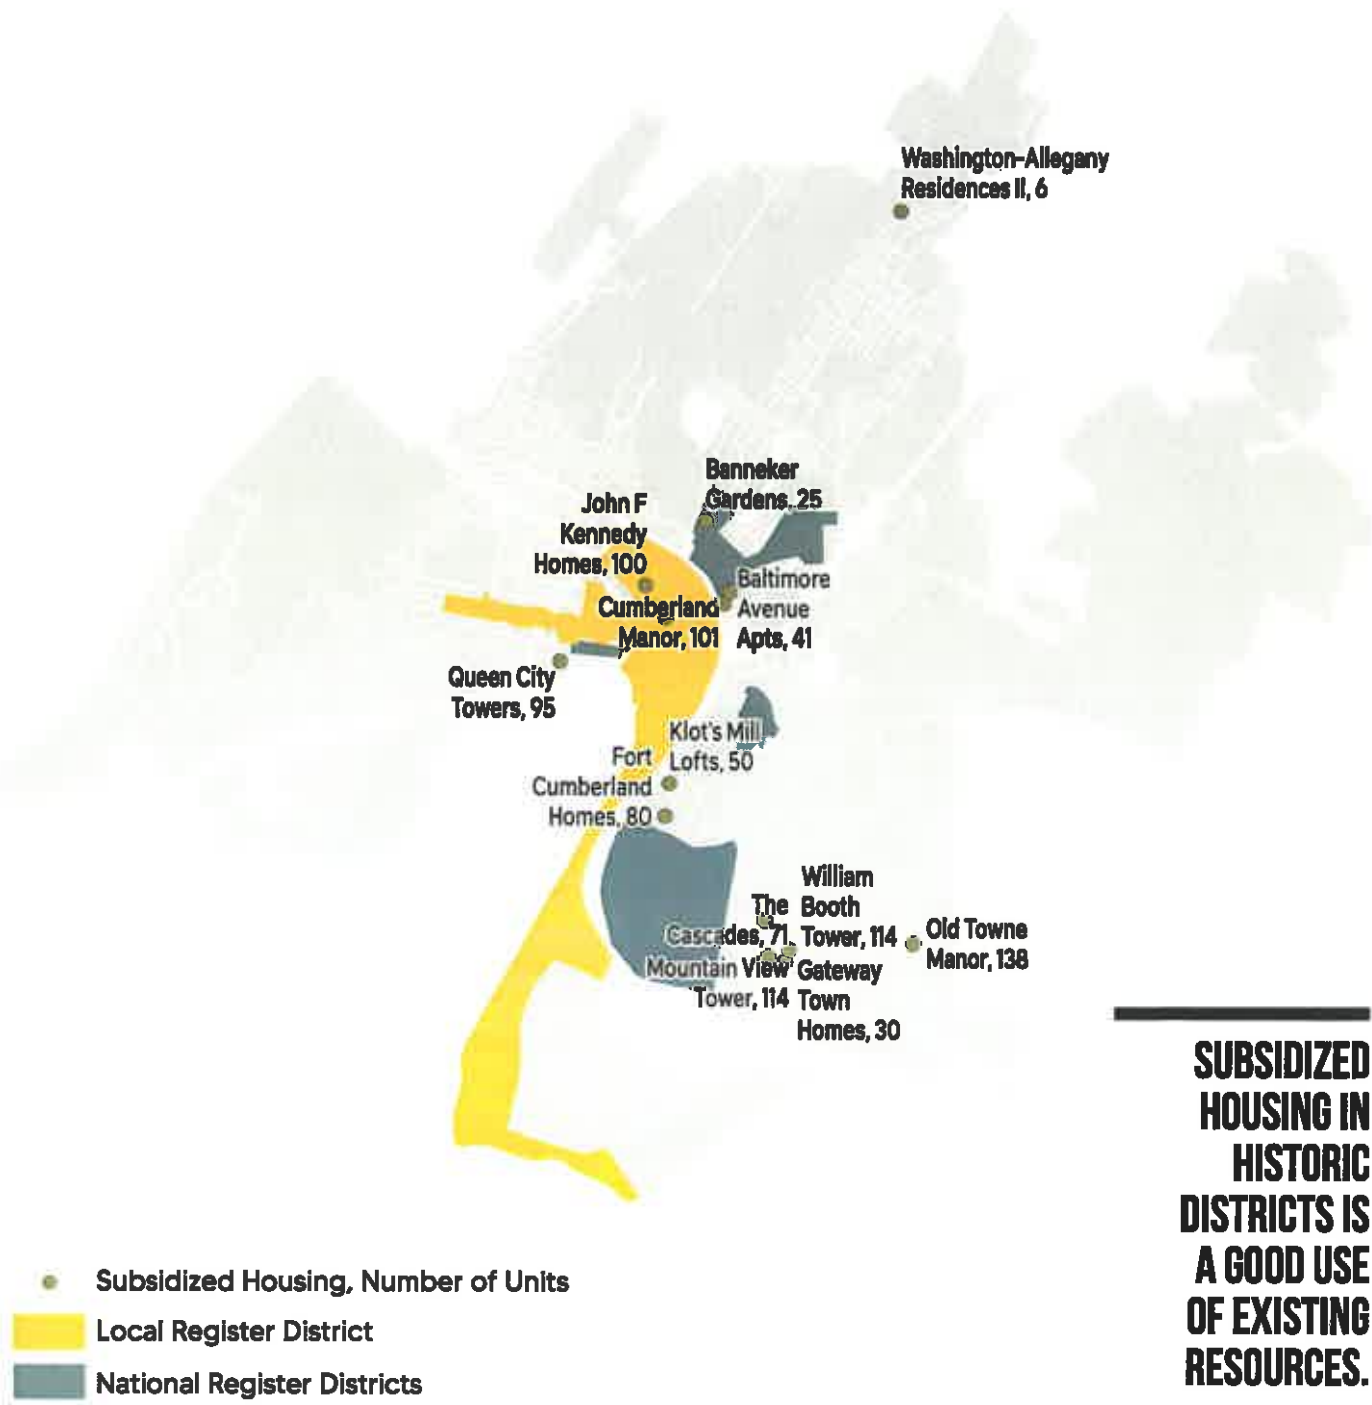 Washington-Allegany
Residences II, 6
Banneker
Gardens, 25
John F
Kennedy
Homes, 100
Baltimore
Avenue
Apts, 41
Cumberland
Manor, 101
Queen City
Towers, 95
Klot's Mill
Lofts, 50
Fort
Cumberland
Homes, 80
William
Booth
Tower, 114
The
Cascades, 71
Old Towne
Manor, 138
Mountain View
Tower, 114
Gateway
Town
Homes, 30
SUBSIDIZED
HOUSING IN
HISTORIC
DISTRICTS IS
A GOOD USE
OF EXISTING
RESOURCES.
Subsidized Housing, Number of Units
Local Register District
National Register Districts